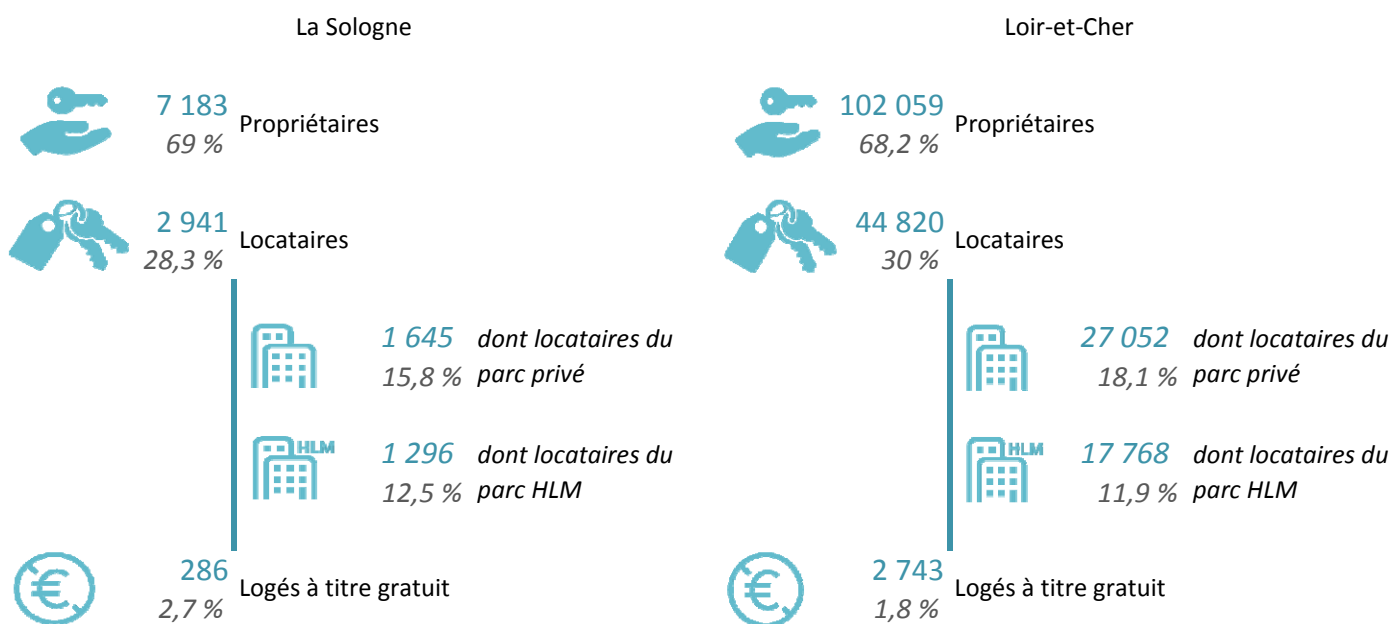 La Sologne
7 183
69 %
Propriétaires
2 941
28,3 %
Locataires
1 645
15,8 %
dont locataires du
parc privé
HLM
1 296
12,5 %
dont locataires du
parc HLM
286
2,7 %
Logés à titre gratuit
Loir-et-Cher
102 059
68,2 %
Propriétaires
44 820
30 %
Locataires
27 052
18,1 %
dont locataires du
parc privé
HLM
17 768
11,9 %
dont locataires du
parc HLM
2 743
1,8 %
Logés à titre gratuit